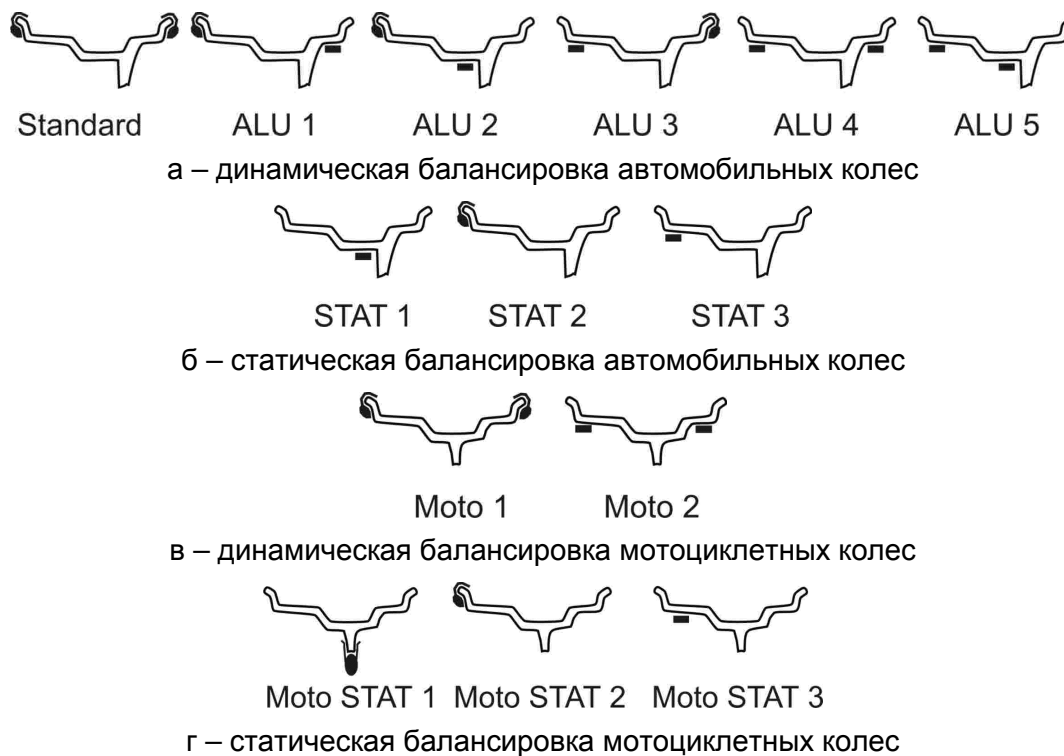 Standard ALU 1 ALU 2 ALU 3 ALU 4 ALU 5
а – динамическая балансировка автомобильных колес
STAT 1 STAT 2 STAT 3
б – статическая балансировка автомобильных колес
Moto 1 Moto 2
в – динамическая балансировка мотоциклетных колес
Moto STAT 1 Moto STAT 2 Moto STAT 3
г – статическая балансировка мотоциклетных колес